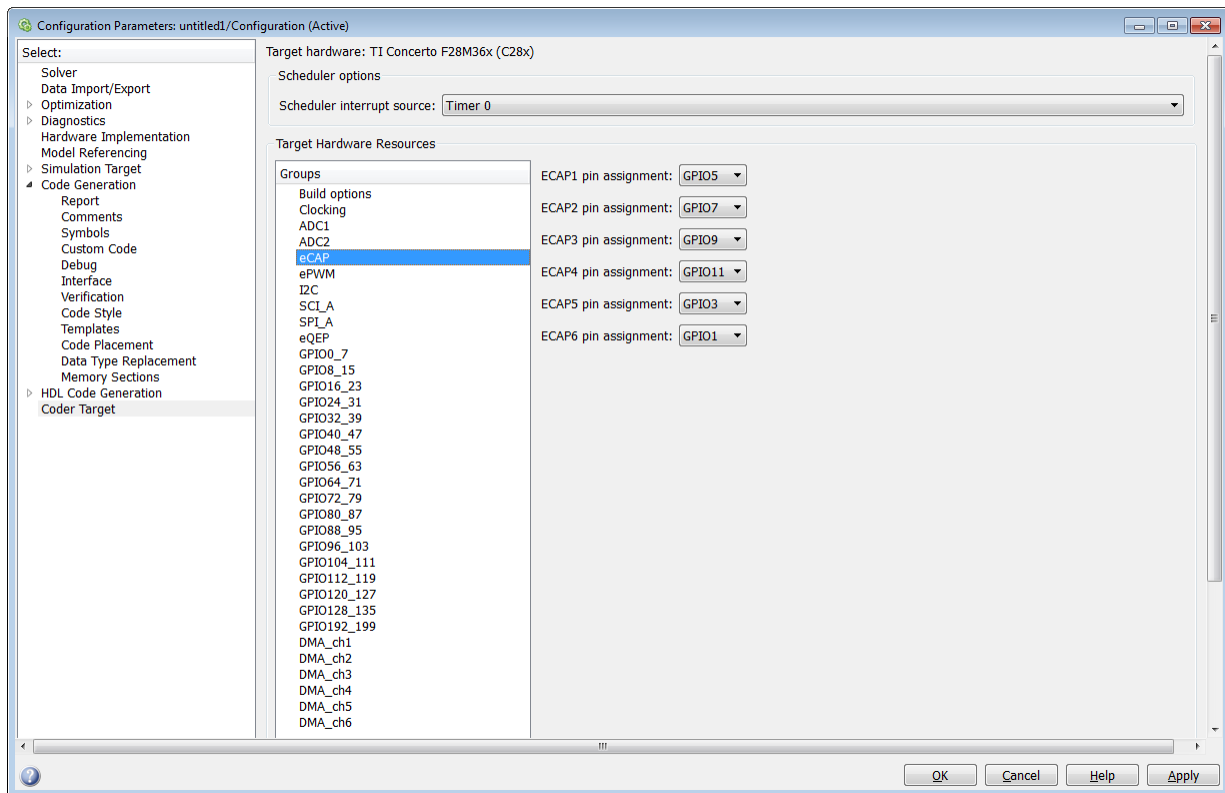 Configuration Parameters: untitled1/Configuration (Active)
Select:
Solver
Data Import/Export
Optimization
Diagnostics
Hardware Implementation
Model Referencing
Simulation Target
Code Generation
Report
Comments
Symbols
Custom Code
Debug
Interface
Verification
Code Style
Templates
Code Placement
Data Type Replacement
Memory Sections
HDL Code Generation
Coder Target
Target hardware: TI Concerto F28M36x (C28x)
Scheduler options
Scheduler interrupt source: Timer 0
Target Hardware Resources
Groups
Build options
Clocking
ADC1
ADC2
eCAP
ePWM
I2C
SCI_A
SPI_A
eQEP
GPIO0_7
GPIO8_15
GPIO16_23
GPIO24_31
GPIO32_39
GPIO40_47
GPIO48_55
GPIO56_63
GPIO64_71
GPIO72_79
GPIO80_87
GPIO88_95
GPIO96_103
GPIO104_111
GPIO112_119
GPIO120_127
GPIO128_135
GPIO192_199
DMA_ch1
DMA_ch2
DMA_ch3
DMA_ch4
DMA_ch5
DMA_ch6
ECAP1 pin assignment: GPIO5
ECAP2 pin assignment: GPIO7
ECAP3 pin assignment: GPIO9
ECAP4 pin assignment: GPIO11
ECAP5 pin assignment: GPIO3
ECAP6 pin assignment: GPIO1
OK Cancel Help Apply